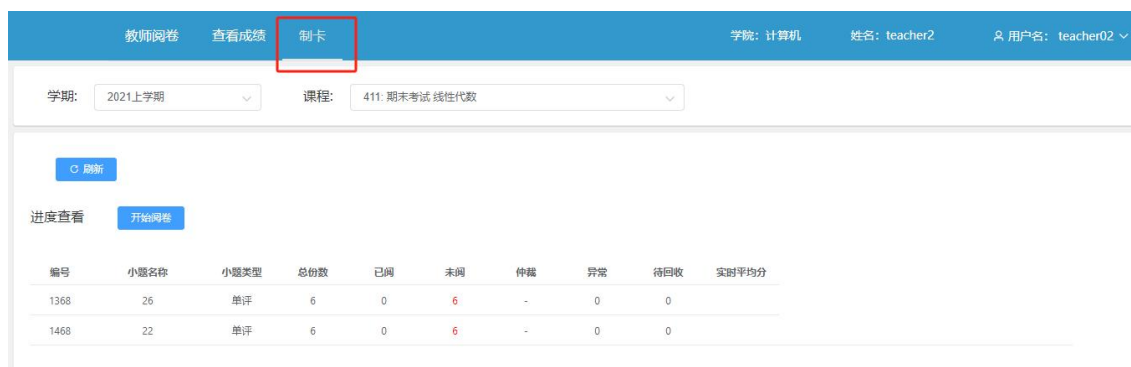 教师阅卷 查看成绩 制卡 学院: 计算机 姓名: teacher2 用户名: teacher02
学期: 2021上学期 课程: 411: 期末考试 线性代数
刷新
进度查看 开始阅卷
编号 小题名称 小题类型 总份数 已阅 未阅 仲裁 异常 待回收 实时平均分
1368 26 单评 6 0 6 - 0 0
1468 22 单评 6 0 6 - 0 0